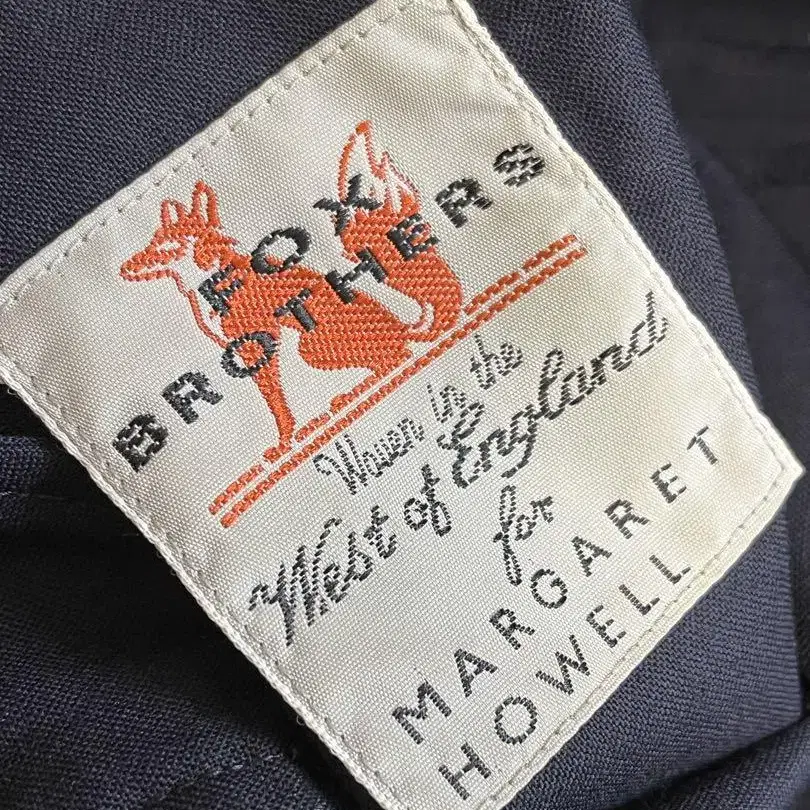 FOX
BROTHERS
Woven in the
West of England
for
MARGARET
HOWELL